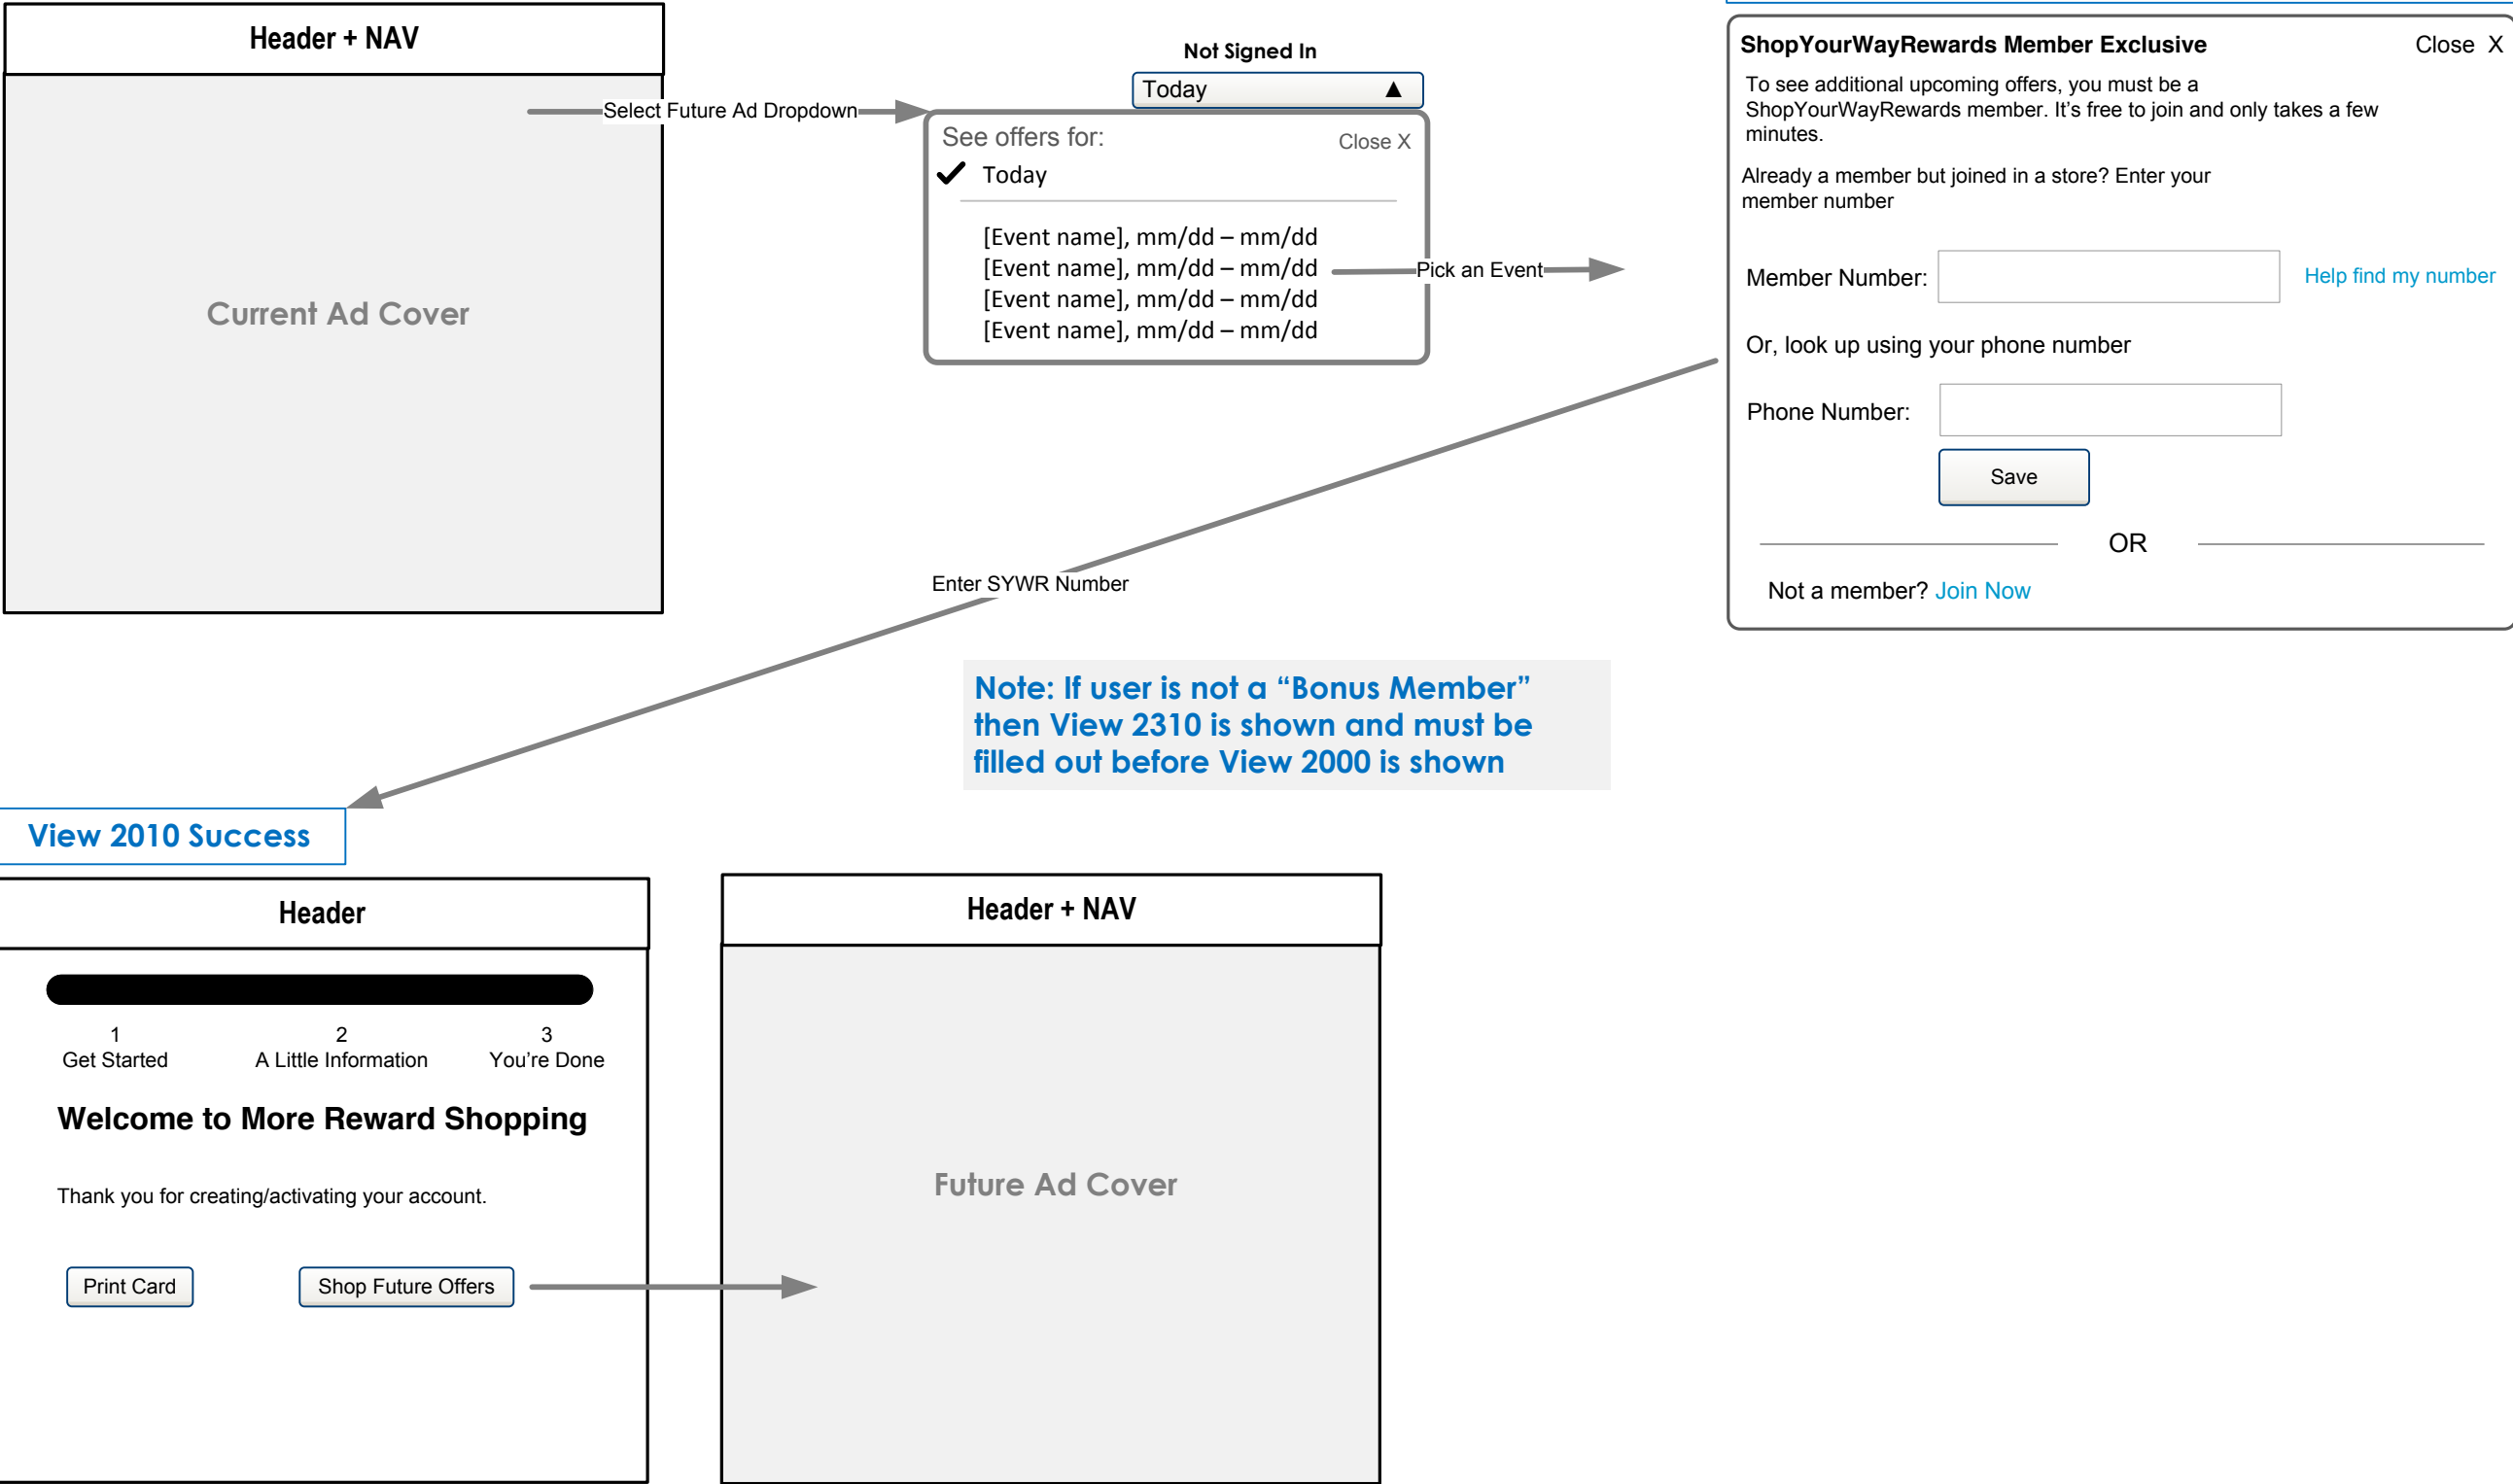 Header + NAV
Current Ad Cover
Select Future Ad Dropdown
Not Signed In
Today ▲
See offers for:
Close X
✓ Today
[Event name], mm/dd – mm/dd
[Event name], mm/dd – mm/dd
[Event name], mm/dd – mm/dd
[Event name], mm/dd – mm/dd
Pick an Event
ShopYourWayRewards Member Exclusive
Close X
To see additional upcoming offers, you must be a
ShopYourWayRewards member. It’s free to join and only takes a few
minutes.
Already a member but joined in a store? Enter your
member number
Member Number:
Help find my number
Or, look up using your phone number
Phone Number:
Save
OR
Not a member? Join Now
Enter SYWR Number
Note: If user is not a “Bonus Member”
then View 2310 is shown and must be
filled out before View 2000 is shown
View 2010 Success
Header
1
Get Started
2
A Little Information
3
You’re Done
Welcome to More Reward Shopping
Thank you for creating/activating your account.
Print Card
Shop Future Offers
Header + NAV
Future Ad Cover